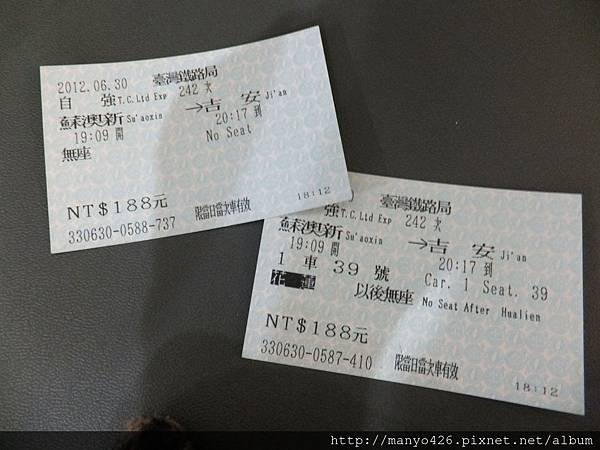 2012.06.30 臺灣鐵路局
自 強 T.C.Ltd Exp 242 次
蘇澳新 Su'aoxin →吉 安 Ji'an
19:09 開 20:17 到
無座 No Seat
NT$188元 限當日當次車有效 18:12
330630-0588-737
臺灣鐵路局
強 T.C.Ltd Exp 242 次
蘇澳新 Su'aoxin →吉 安 Ji'an
19:09 開 20:17 到
1 車 39 號 Car. 1 Seat. 39
花蓮 以後無座 No Seat After Hualien
NT$188元
330630-0587-410 限當日當次車有效 18:12
http://manyo426.pixnet.net/album